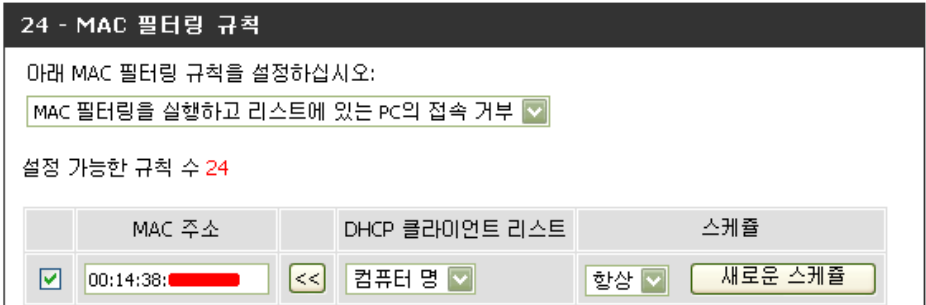 24 - MAC 필터링 규칙
아래 MAC 필터링 규칙을 설정하십시오:
MAC 필터링을 실행하고 리스트에 있는 PC의 접속 거부
설정 가능한 규칙 수 24
MAC 주소 DHCP 클라이언트 리스트 스케쥴
00:14:38: << 컴퓨터 명 항상 새로운 스케쥴